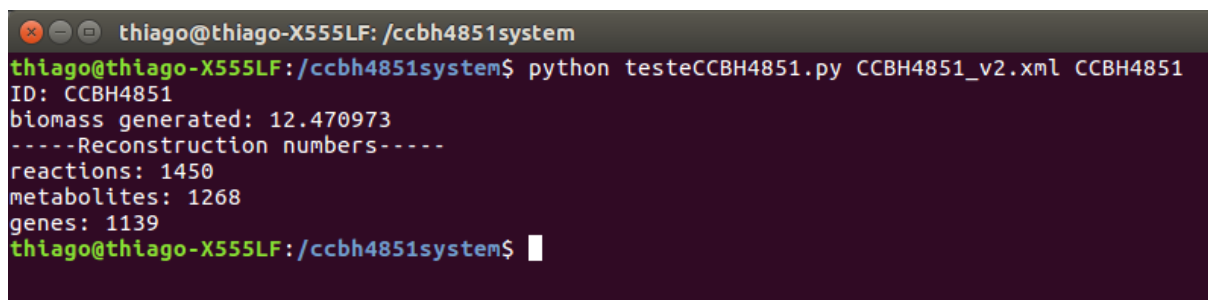 thiago@thiago-X555LF: /ccbh4851system
thiago@thiago-X555LF:/ccbh4851system$ python testeCCBH4851.py CCBH4851_v2.xml CCBH4851
ID: CCBH4851
biomass generated: 12.470973
-----Reconstruction numbers-----
reactions: 1450
metabolites: 1268
genes: 1139
thiago@thiago-X555LF:/ccbh4851system$